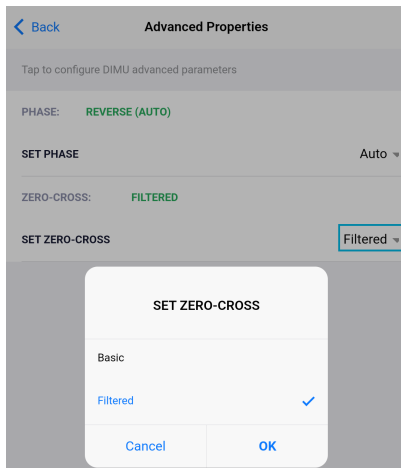 Back Advanced Properties
Tap to configure DIMU advanced parameters
PHASE: REVERSE (AUTO)
SET PHASE Auto
ZERO-CROSS: FILTERED
SET ZERO-CROSS Filtered
SET ZERO-CROSS
Basic
Filtered
Cancel OK